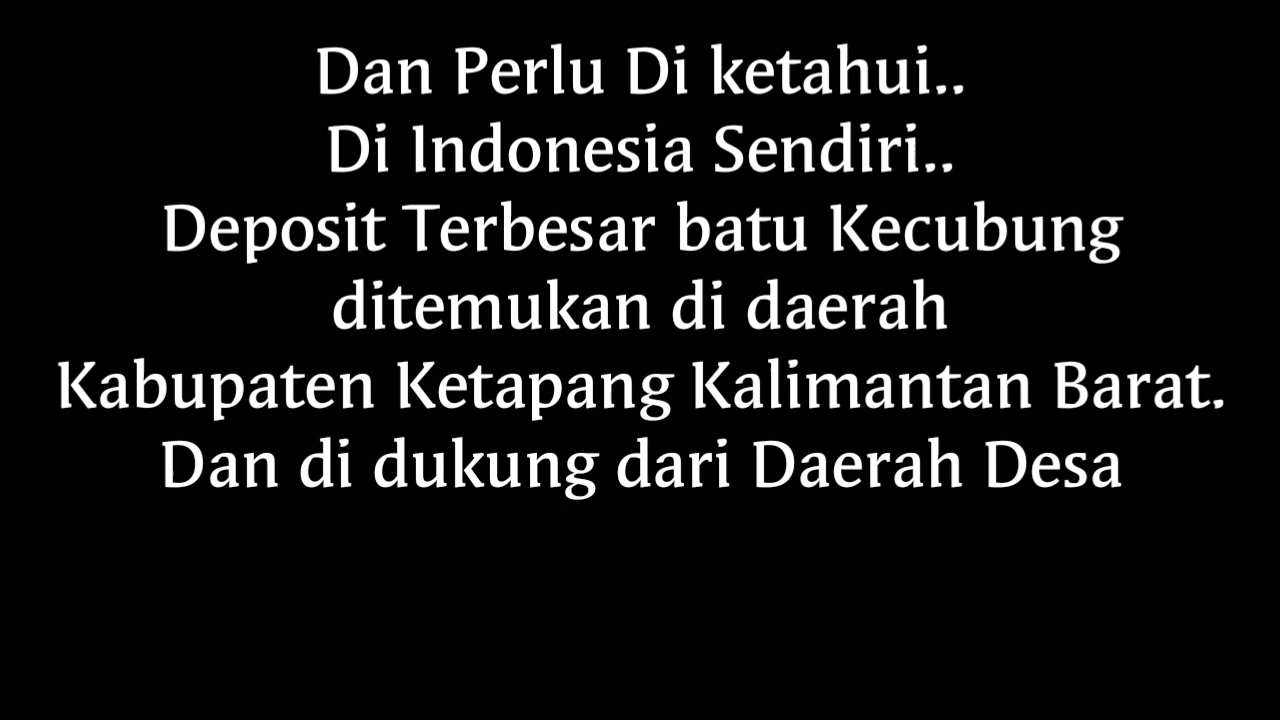 Dan Perlu Di ketahui..
Di Indonesia Sendiri..
Deposit Terbesar batu Kecubung
ditemukan di daerah
Kabupaten Ketapang Kalimantan Barat.
Dan di dukung dari Daerah Desa